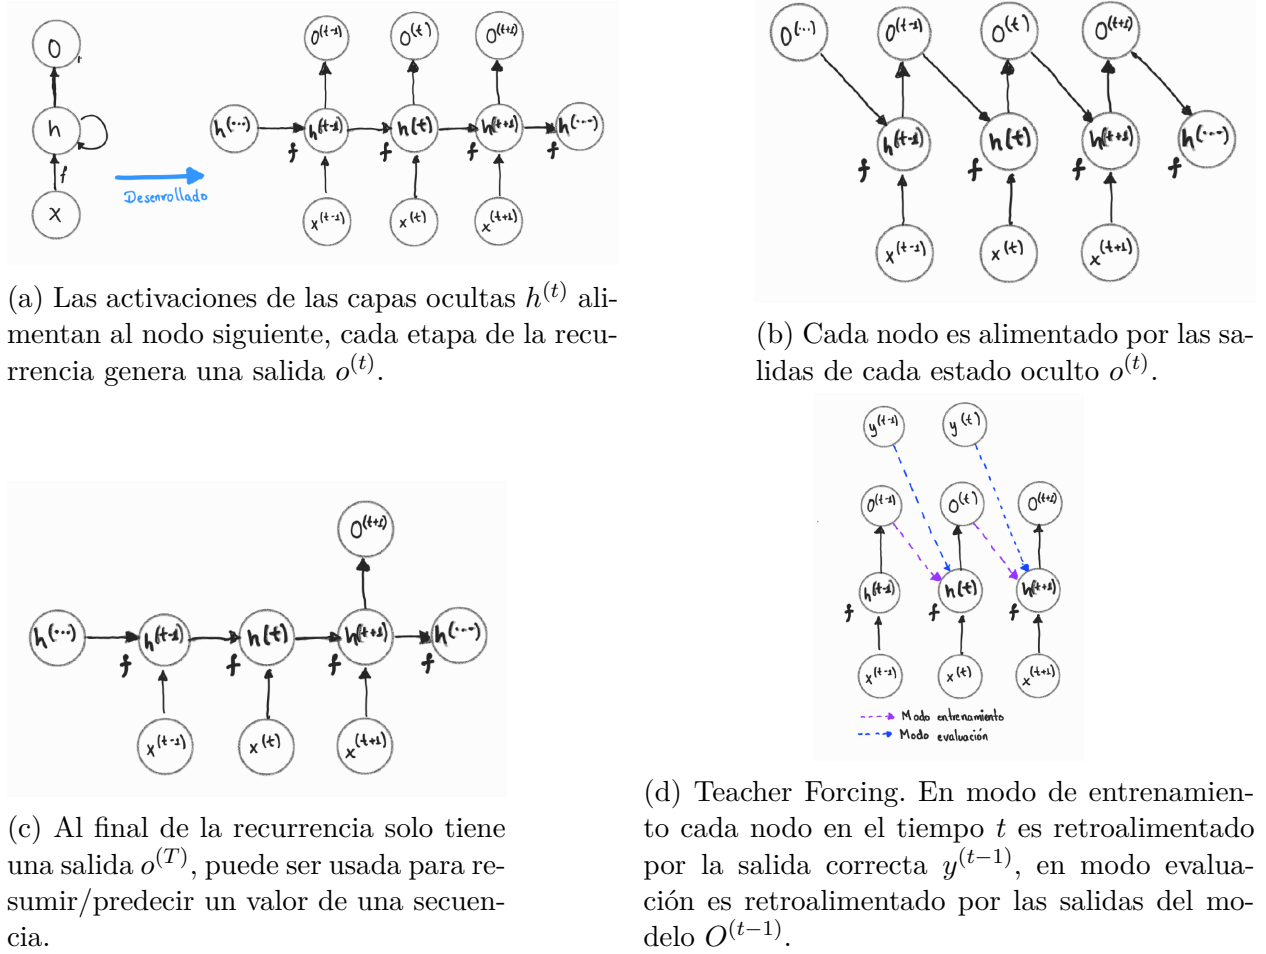 O
h
f
x
Desenrollado
o^(t-1) o^(t) o^(t+1)
h^(...) h^(t-1) h^(t) h^(t+1) h^(...)
f f f f
x^(t-1) x^(t) x^(t+1)
(a) Las activaciones de las capas ocultas h^(t) ali-
mentan al nodo siguiente, cada etapa de la recu-
rrencia genera una salida o^(t).
O^(...) O^(t-1) O^(t) O^(t+1)
h^(t-1) h^(t) h^(t+1) h^(...)
f f f f
x^(t-1) x^(t) x^(t+1)
(b) Cada nodo es alimentado por las sa-
lidas de cada estado oculto o^(t).
O^(t+1)
h^(...) h^(t-1) h^(t) h^(t+1) h^(...)
f f f f
x^(t-1) x^(t) x^(t+1)
(c) Al final de la recurrencia solo tiene
una salida o^(T), puede ser usada para re-
sumir/predecir un valor de una secuen-
cia.
y^(t-1) y^(t)
O^(t-1) O^(t) O^(t+1)
h^(t-1) h^(t) h^(t+1)
f f f
x^(t-1) x^(t) x^(t+1)
Modo entrenamiento
Modo evaluación
(d) Teacher Forcing. En modo de entrenamien-
to cada nodo en el tiempo t es retroalimentado
por la salida correcta y^(t−1), en modo evalua-
ción es retroalimentado por las salidas del mo-
delo O^(t−1).